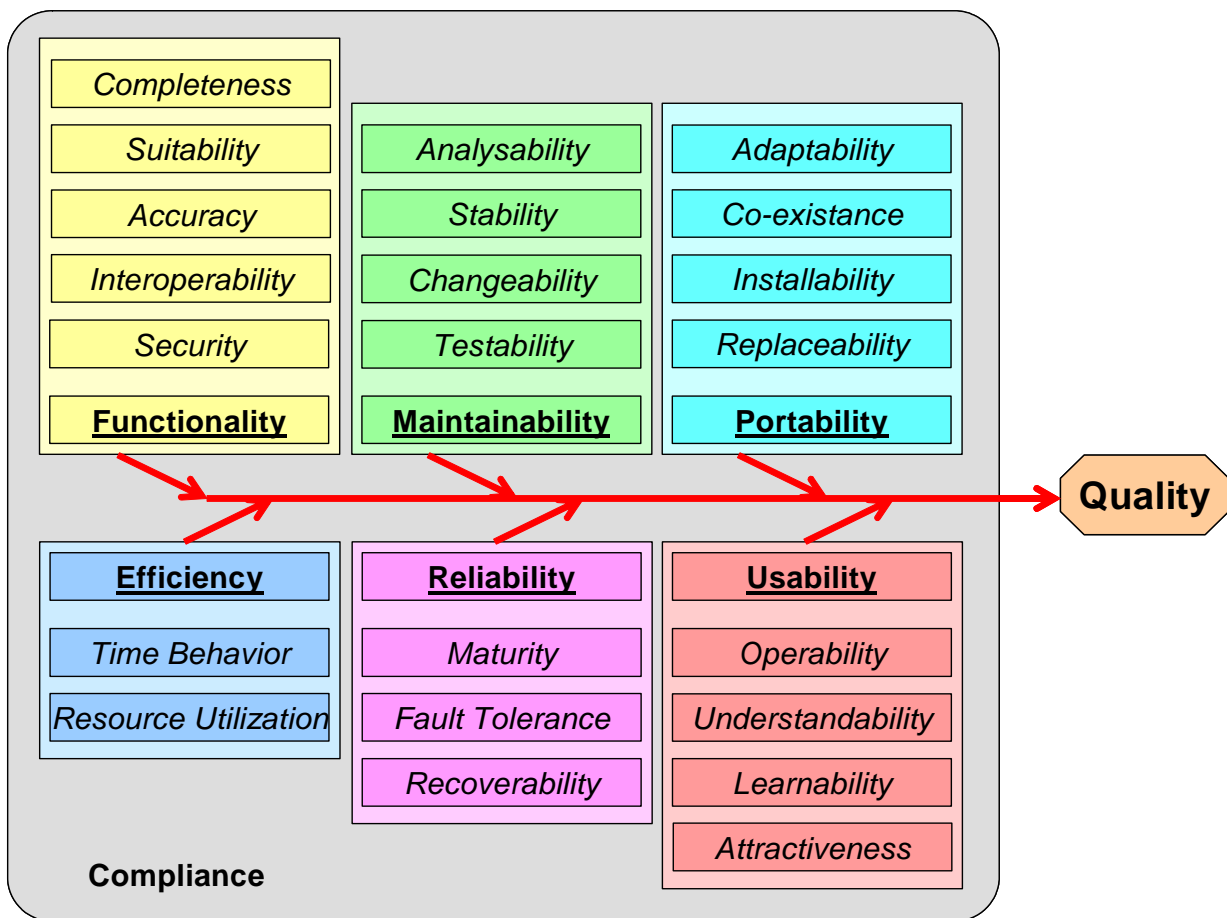 Completeness
Suitability
Accuracy
Interoperability
Security
Functionality
Analysability
Stability
Changeability
Testability
Maintainability
Adaptability
Co-existance
Installability
Replaceability
Portability
Quality
Efficiency
Time Behavior
Resource Utilization
Reliability
Maturity
Fault Tolerance
Recoverability
Usability
Operability
Understandability
Learnability
Attractiveness
Compliance